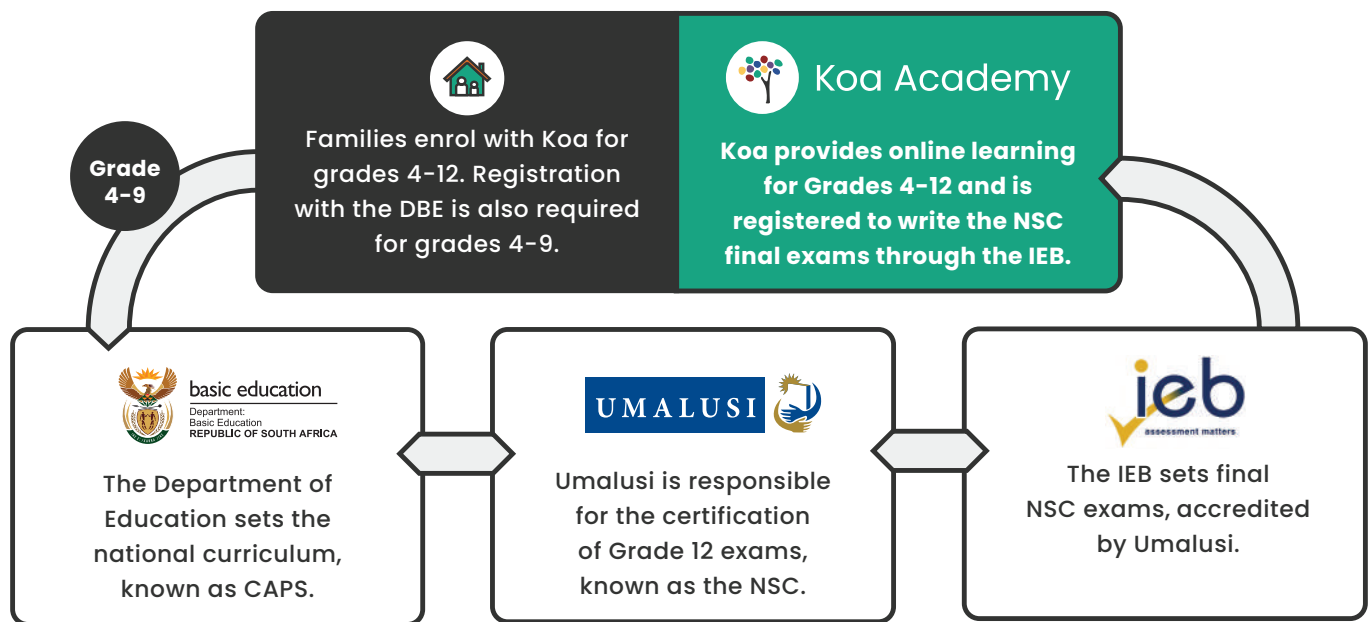 Families enrol with Koa for
grades 4-12. Registration
with the DBE is also required
for grades 4-9.
Koa Academy
Koa provides online learning
for Grades 4-12 and is
registered to write the NSC
final exams through the IEB.
Grade
4-9
basic education
Department:
Basic Education
REPUBLIC OF SOUTH AFRICA
The Department of
Education sets the
national curriculum,
known as CAPS.
UMALUSI
Umalusi is responsible
for the certification
of Grade 12 exams,
known as the NSC.
ieb
assessment matters
The IEB sets final
NSC exams, accredited
by Umalusi.